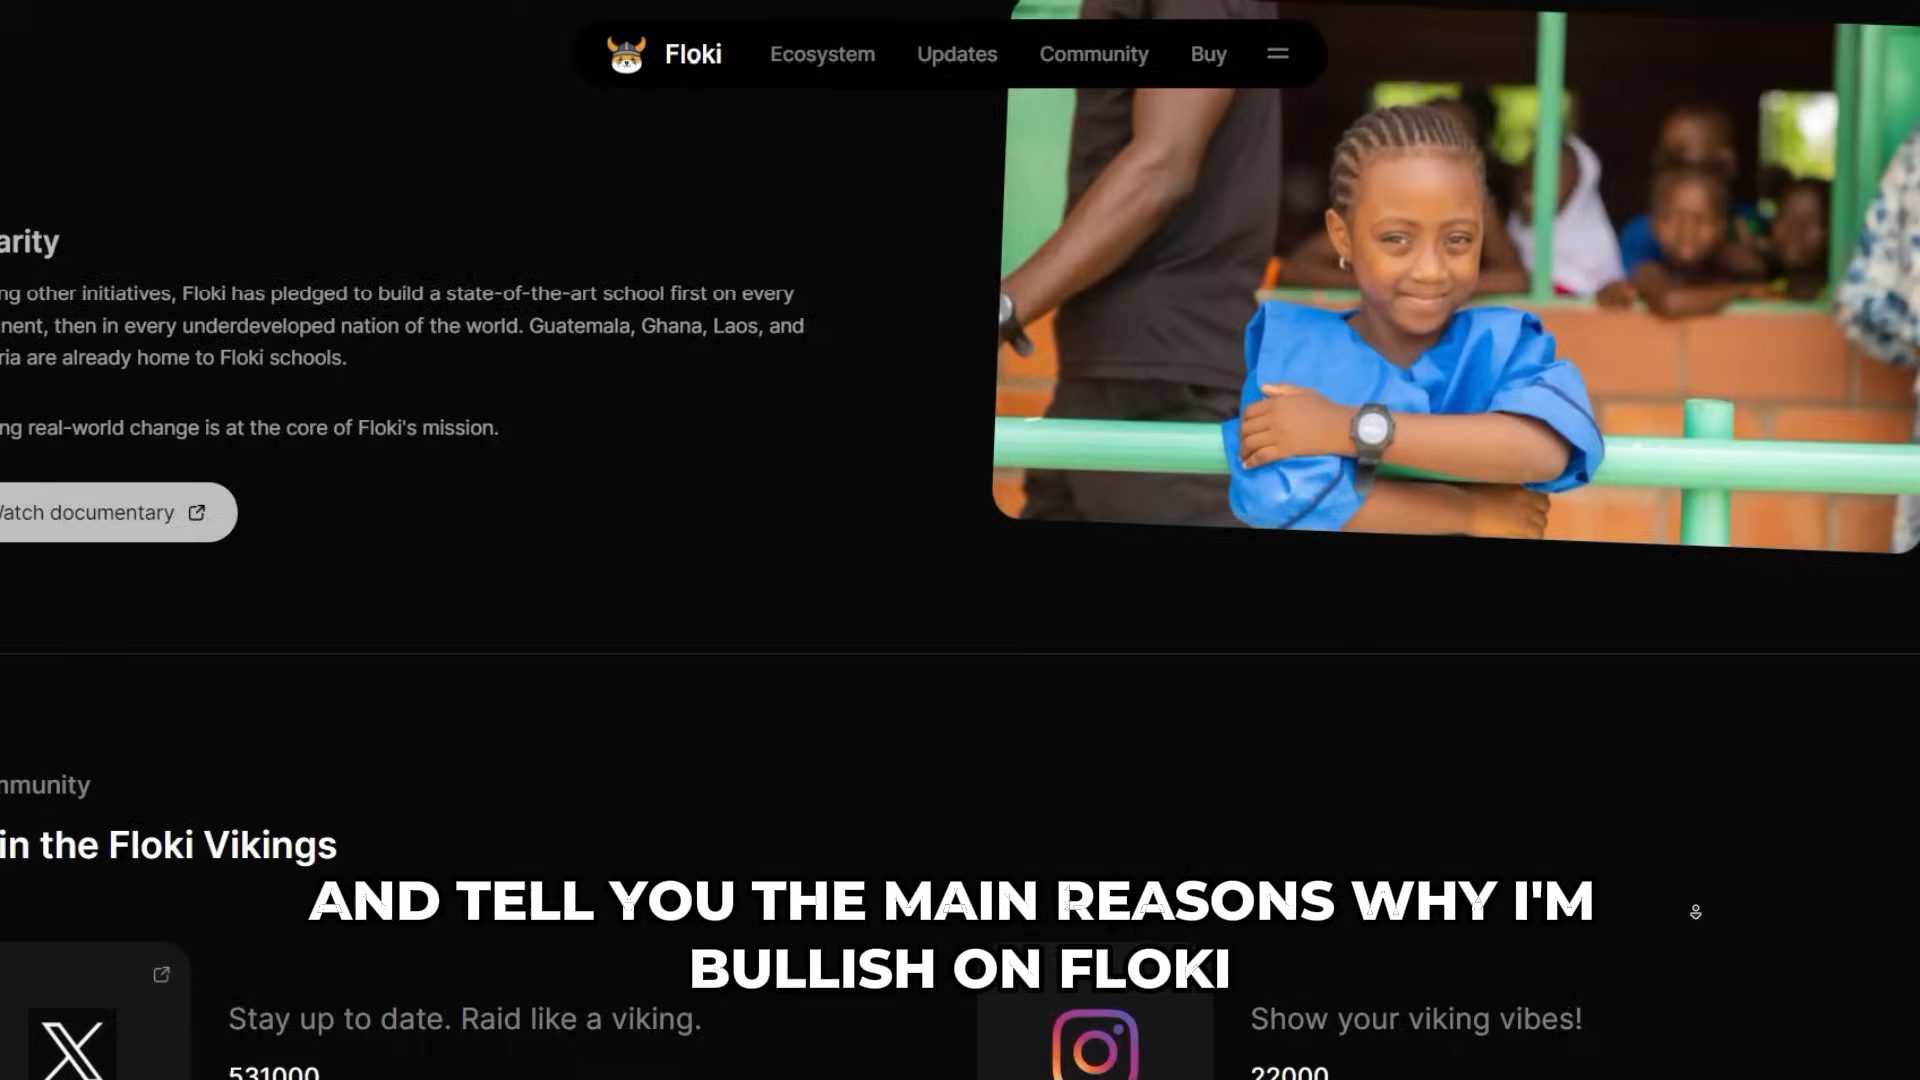 Floki Ecosystem Updates Community Buy
arity
ng other initiatives, Floki has pledged to build a state-of-the-art school first on every
nent, then in every underdeveloped nation of the world. Guatemala, Ghana, Laos, and
ria are already home to Floki schools.
ng real-world change is at the core of Floki's mission.
Watch documentary
mmunity
in the Floki Vikings
AND TELL YOU THE MAIN REASONS WHY I'M
BULLISH ON FLOKI
Stay up to date. Raid like a viking.
531000
Show your viking vibes!
22000